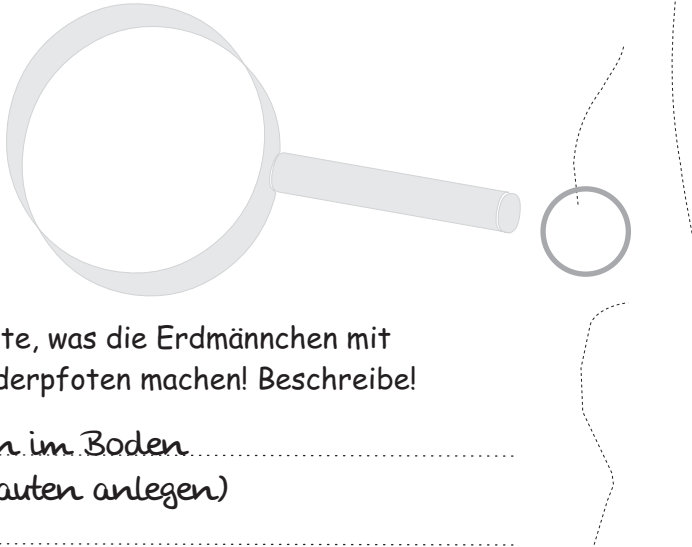 te, was die Erdmännchen mit
derpfoten machen! Beschreibe!
n im Boden
auten anlegen)